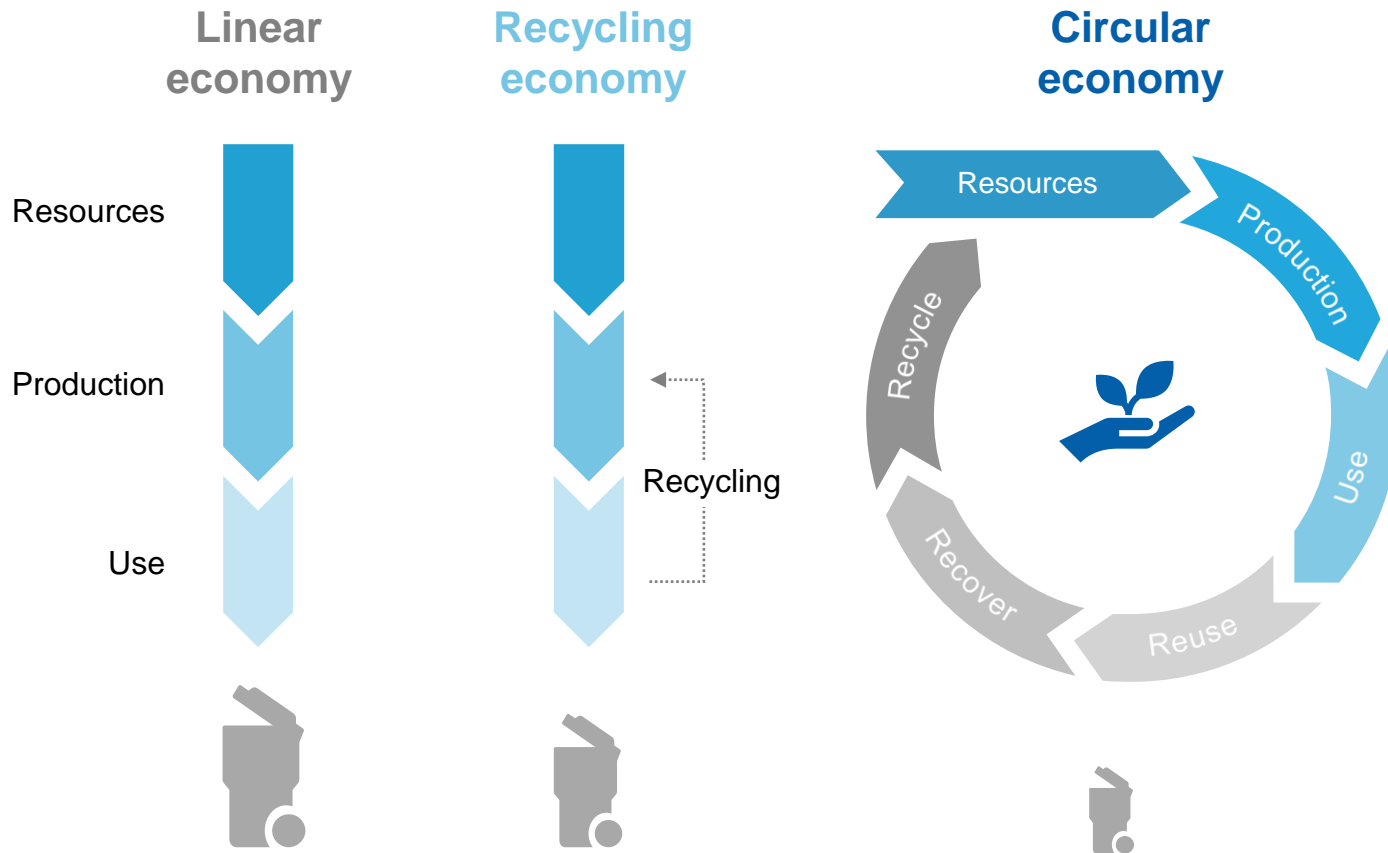 Linear
economy
Recycling
economy
Circular
economy
Resources
Production
Use
Recycling
Resources
Production
Use
Reuse
Recover
Recycle